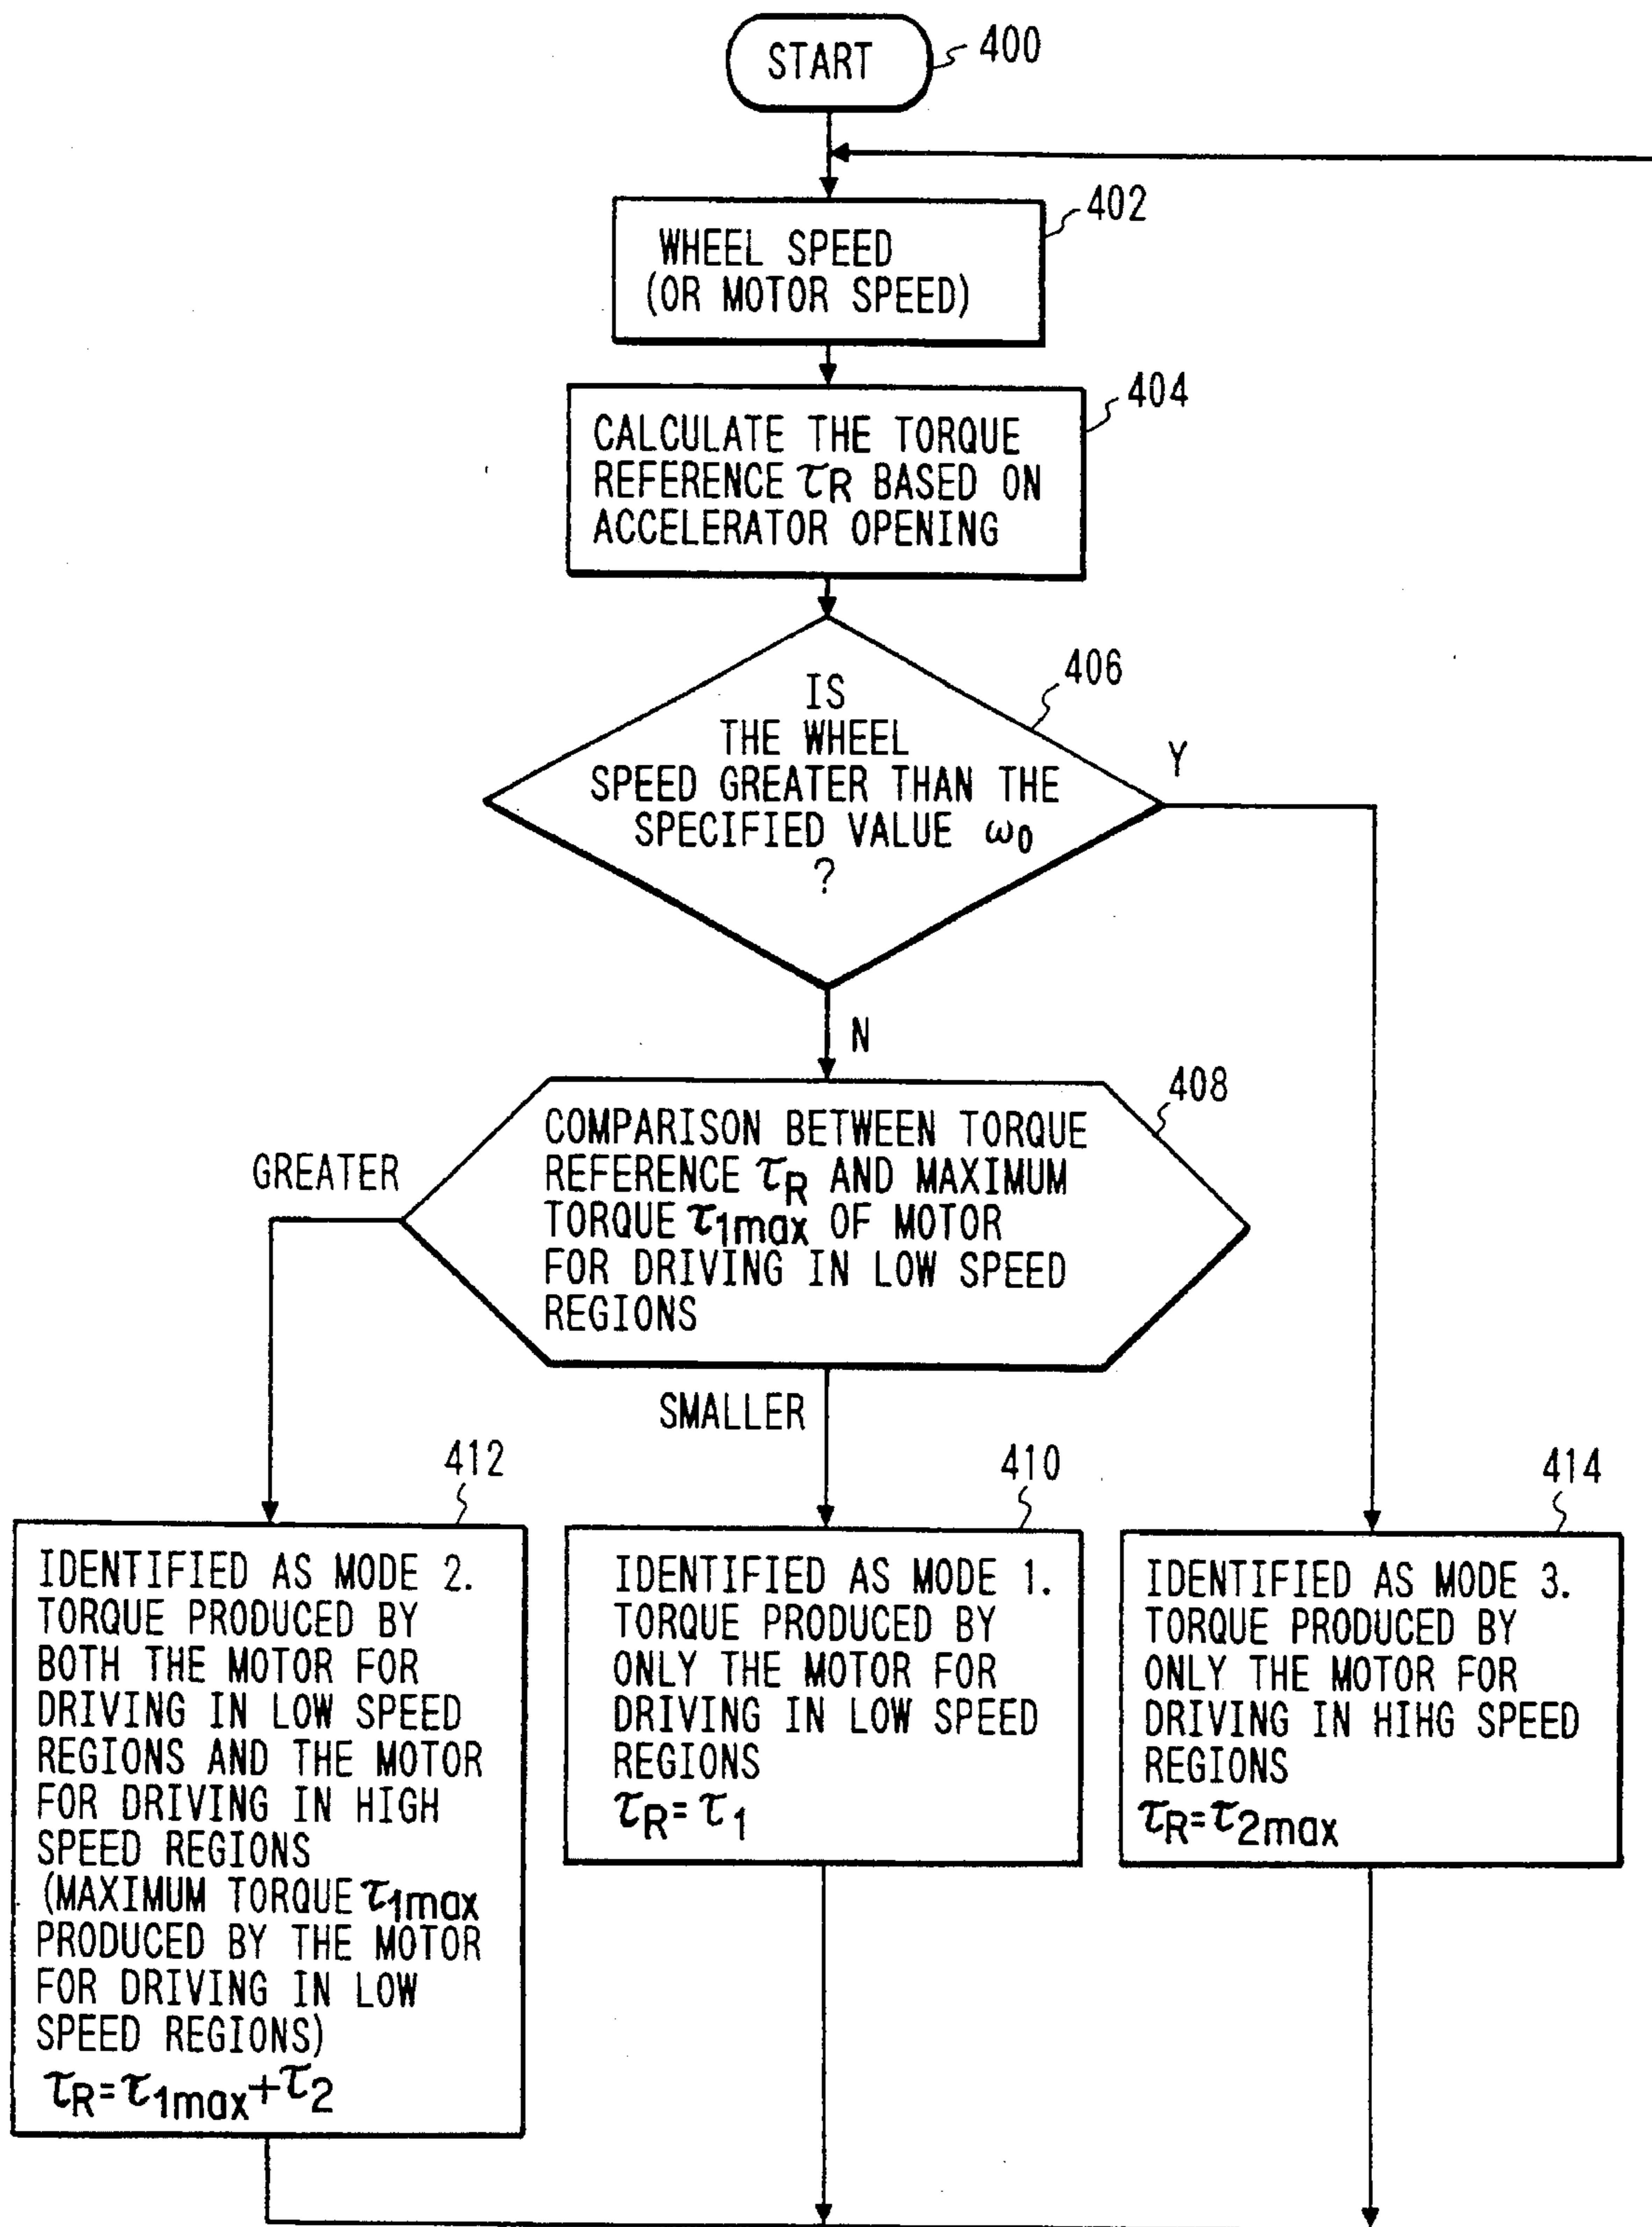 START
400
402
WHEEL SPEED
(OR MOTOR SPEED)
404
CALCULATE THE TORQUE
REFERENCE τR BASED ON
ACCELERATOR OPENING
406
IS
THE WHEEL
SPEED GREATER THAN THE
SPECIFIED VALUE ω0
?
Y
N
408
COMPARISON BETWEEN TORQUE
REFERENCE τR AND MAXIMUM
TORQUE τ1max OF MOTOR
FOR DRIVING IN LOW SPEED
REGIONS
GREATER
SMALLER
412
IDENTIFIED AS MODE 2.
TORQUE PRODUCED BY
BOTH THE MOTOR FOR
DRIVING IN LOW SPEED
REGIONS AND THE MOTOR
FOR DRIVING IN HIGH
SPEED REGIONS
(MAXIMUM TORQUE τ1max
PRODUCED BY THE MOTOR
FOR DRIVING IN LOW
SPEED REGIONS)
τR=τ1max+τ2
410
IDENTIFIED AS MODE 1.
TORQUE PRODUCED BY
ONLY THE MOTOR FOR
DRIVING IN LOW SPEED
REGIONS
τR=τ1
414
IDENTIFIED AS MODE 3.
TORQUE PRODUCED BY
ONLY THE MOTOR FOR
DRIVING IN HIHG SPEED
REGIONS
τR=τ2max